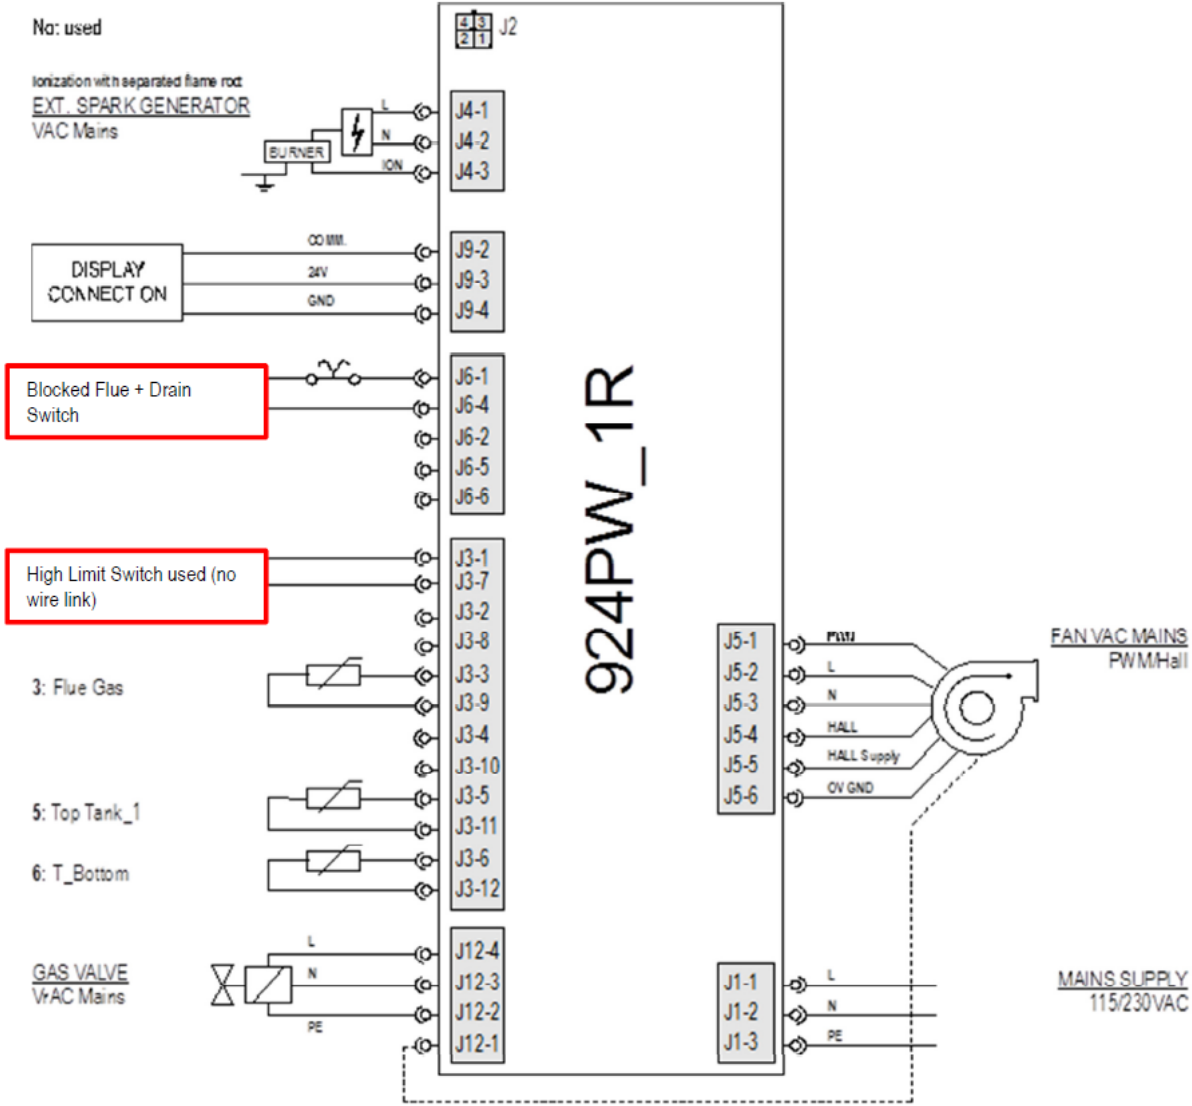 Not used
4 3
2 1
J2
Ionization with separated flame rod:
EXT. SPARK GENERATOR
VAC Mains
BURNER
L
N
ION
J4-1
J4-2
J4-3
DISPLAY
CONNECT ON
COMM.
24V
GND
J9-2
J9-3
J9-4
Blocked Flue + Drain
Switch
J6-1
J6-4
J6-2
J6-5
J6-6
High Limit Switch used (no
wire link)
J3-1
J3-7
J3-2
J3-8
3: Flue Gas
J3-3
J3-9
J3-4
J3-10
5: Top Tank_1
J3-5
J3-11
6: T_Bottom
J3-6
J3-12
GAS VALVE
VrAC Mains
L
N
PE
J12-4
J12-3
J12-2
J12-1
924PW_1R
J5-1
J5-2
J5-3
J5-4
J5-5
J5-6
PWM
L
N
HALL
HALL Supply
OV GND
FAN VAC MAINS
PWM/Hall
J1-1
J1-2
J1-3
L
N
PE
MAINS SUPPLY
115/230VAC